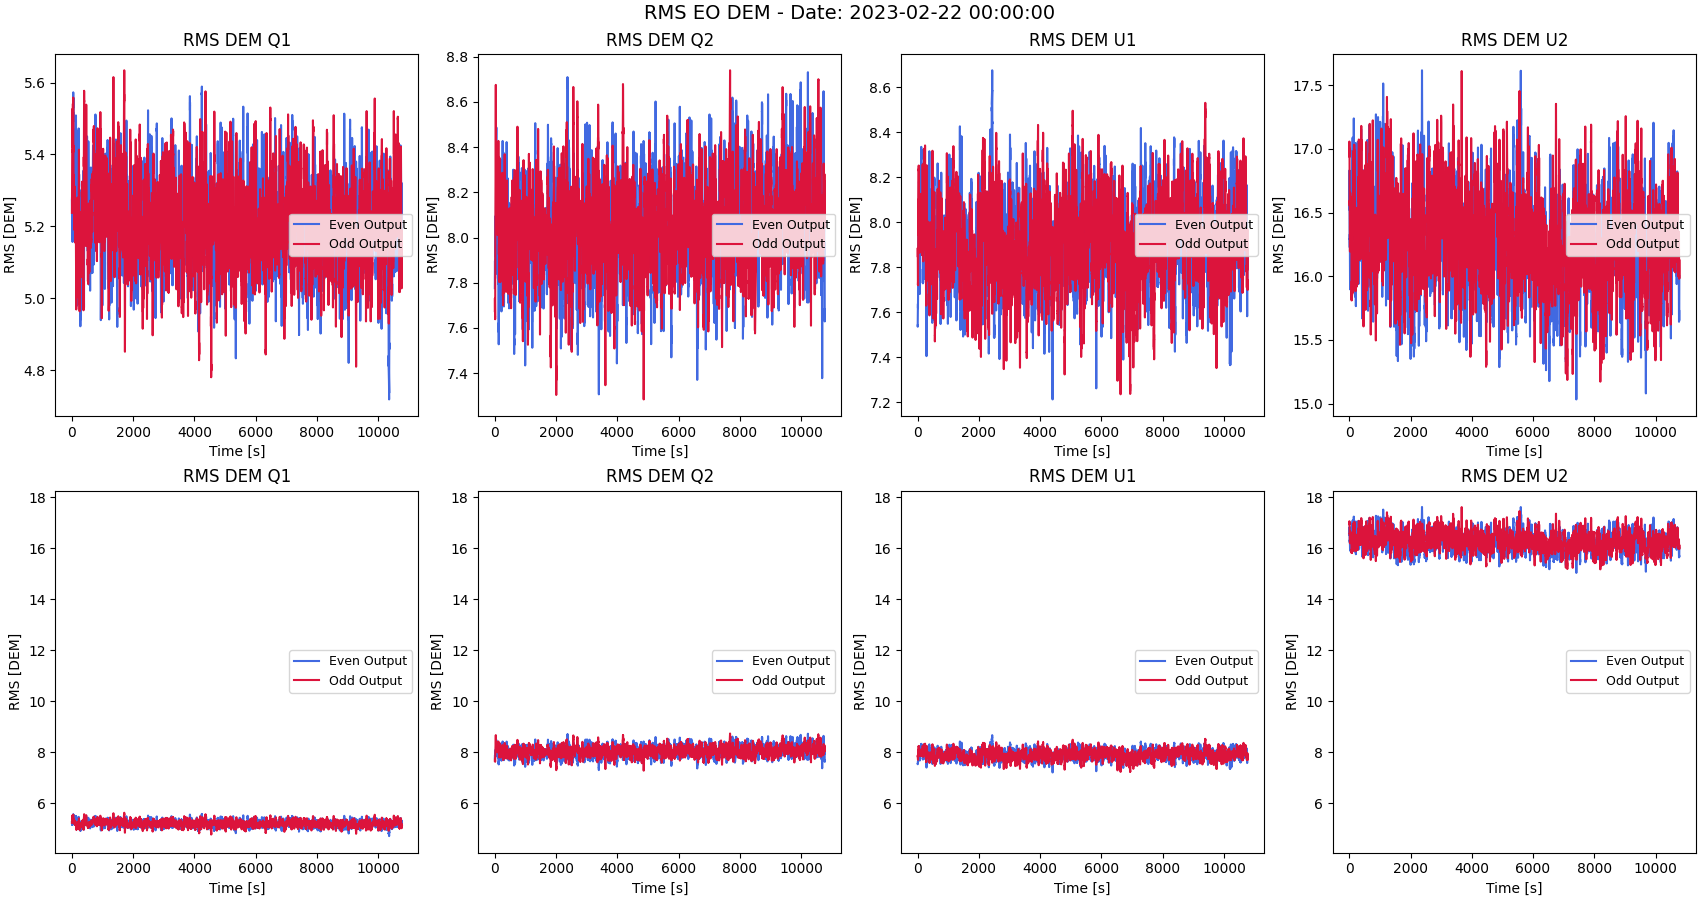 RMS EO DEM - Date: 2023-02-22 00:00:00
RMS DEM Q1
RMS [DEM]
5.6
5.4
5.2
5.0
4.8
Even Output
Odd Output
0 2000 4000 6000 8000 10000
Time [s]
RMS DEM Q2
RMS [DEM]
8.8
8.6
8.4
8.2
8.0
7.8
7.6
7.4
Even Output
Odd Output
0 2000 4000 6000 8000 10000
Time [s]
RMS DEM U1
RMS [DEM]
8.6
8.4
8.2
8.0
7.8
7.6
7.4
7.2
Even Output
Odd Output
0 2000 4000 6000 8000 10000
Time [s]
RMS DEM U2
RMS [DEM]
17.5
17.0
16.5
16.0
15.5
15.0
Even Output
Odd Output
0 2000 4000 6000 8000 10000
Time [s]
RMS DEM Q1
RMS [DEM]
18
16
14
12
10
8
6
Even Output
Odd Output
0 2000 4000 6000 8000 10000
Time [s]
RMS DEM Q2
RMS [DEM]
18
16
14
12
10
8
6
Even Output
Odd Output
0 2000 4000 6000 8000 10000
Time [s]
RMS DEM U1
RMS [DEM]
18
16
14
12
10
8
6
Even Output
Odd Output
0 2000 4000 6000 8000 10000
Time [s]
RMS DEM U2
RMS [DEM]
18
16
14
12
10
8
6
Even Output
Odd Output
0 2000 4000 6000 8000 10000
Time [s]